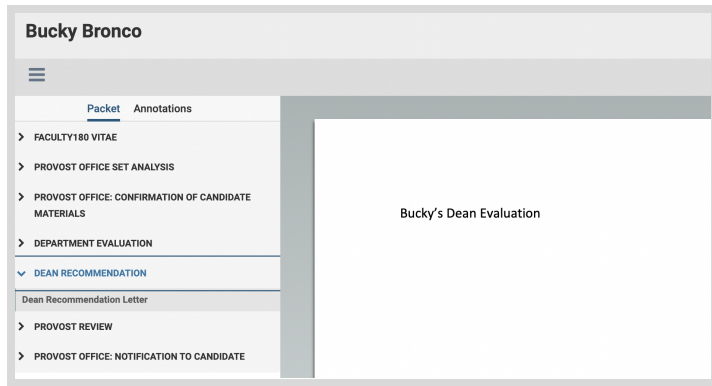 Bucky Bronco
Packet Annotations
FACULTY180 VITAE
PROVOST OFFICE SET ANALYSIS
PROVOST OFFICE: CONFIRMATION OF CANDIDATE
MATERIALS
DEPARTMENT EVALUATION
DEAN RECOMMENDATION
Dean Recommendation Letter
PROVOST REVIEW
PROVOST OFFICE: NOTIFICATION TO CANDIDATE
Bucky's Dean Evaluation